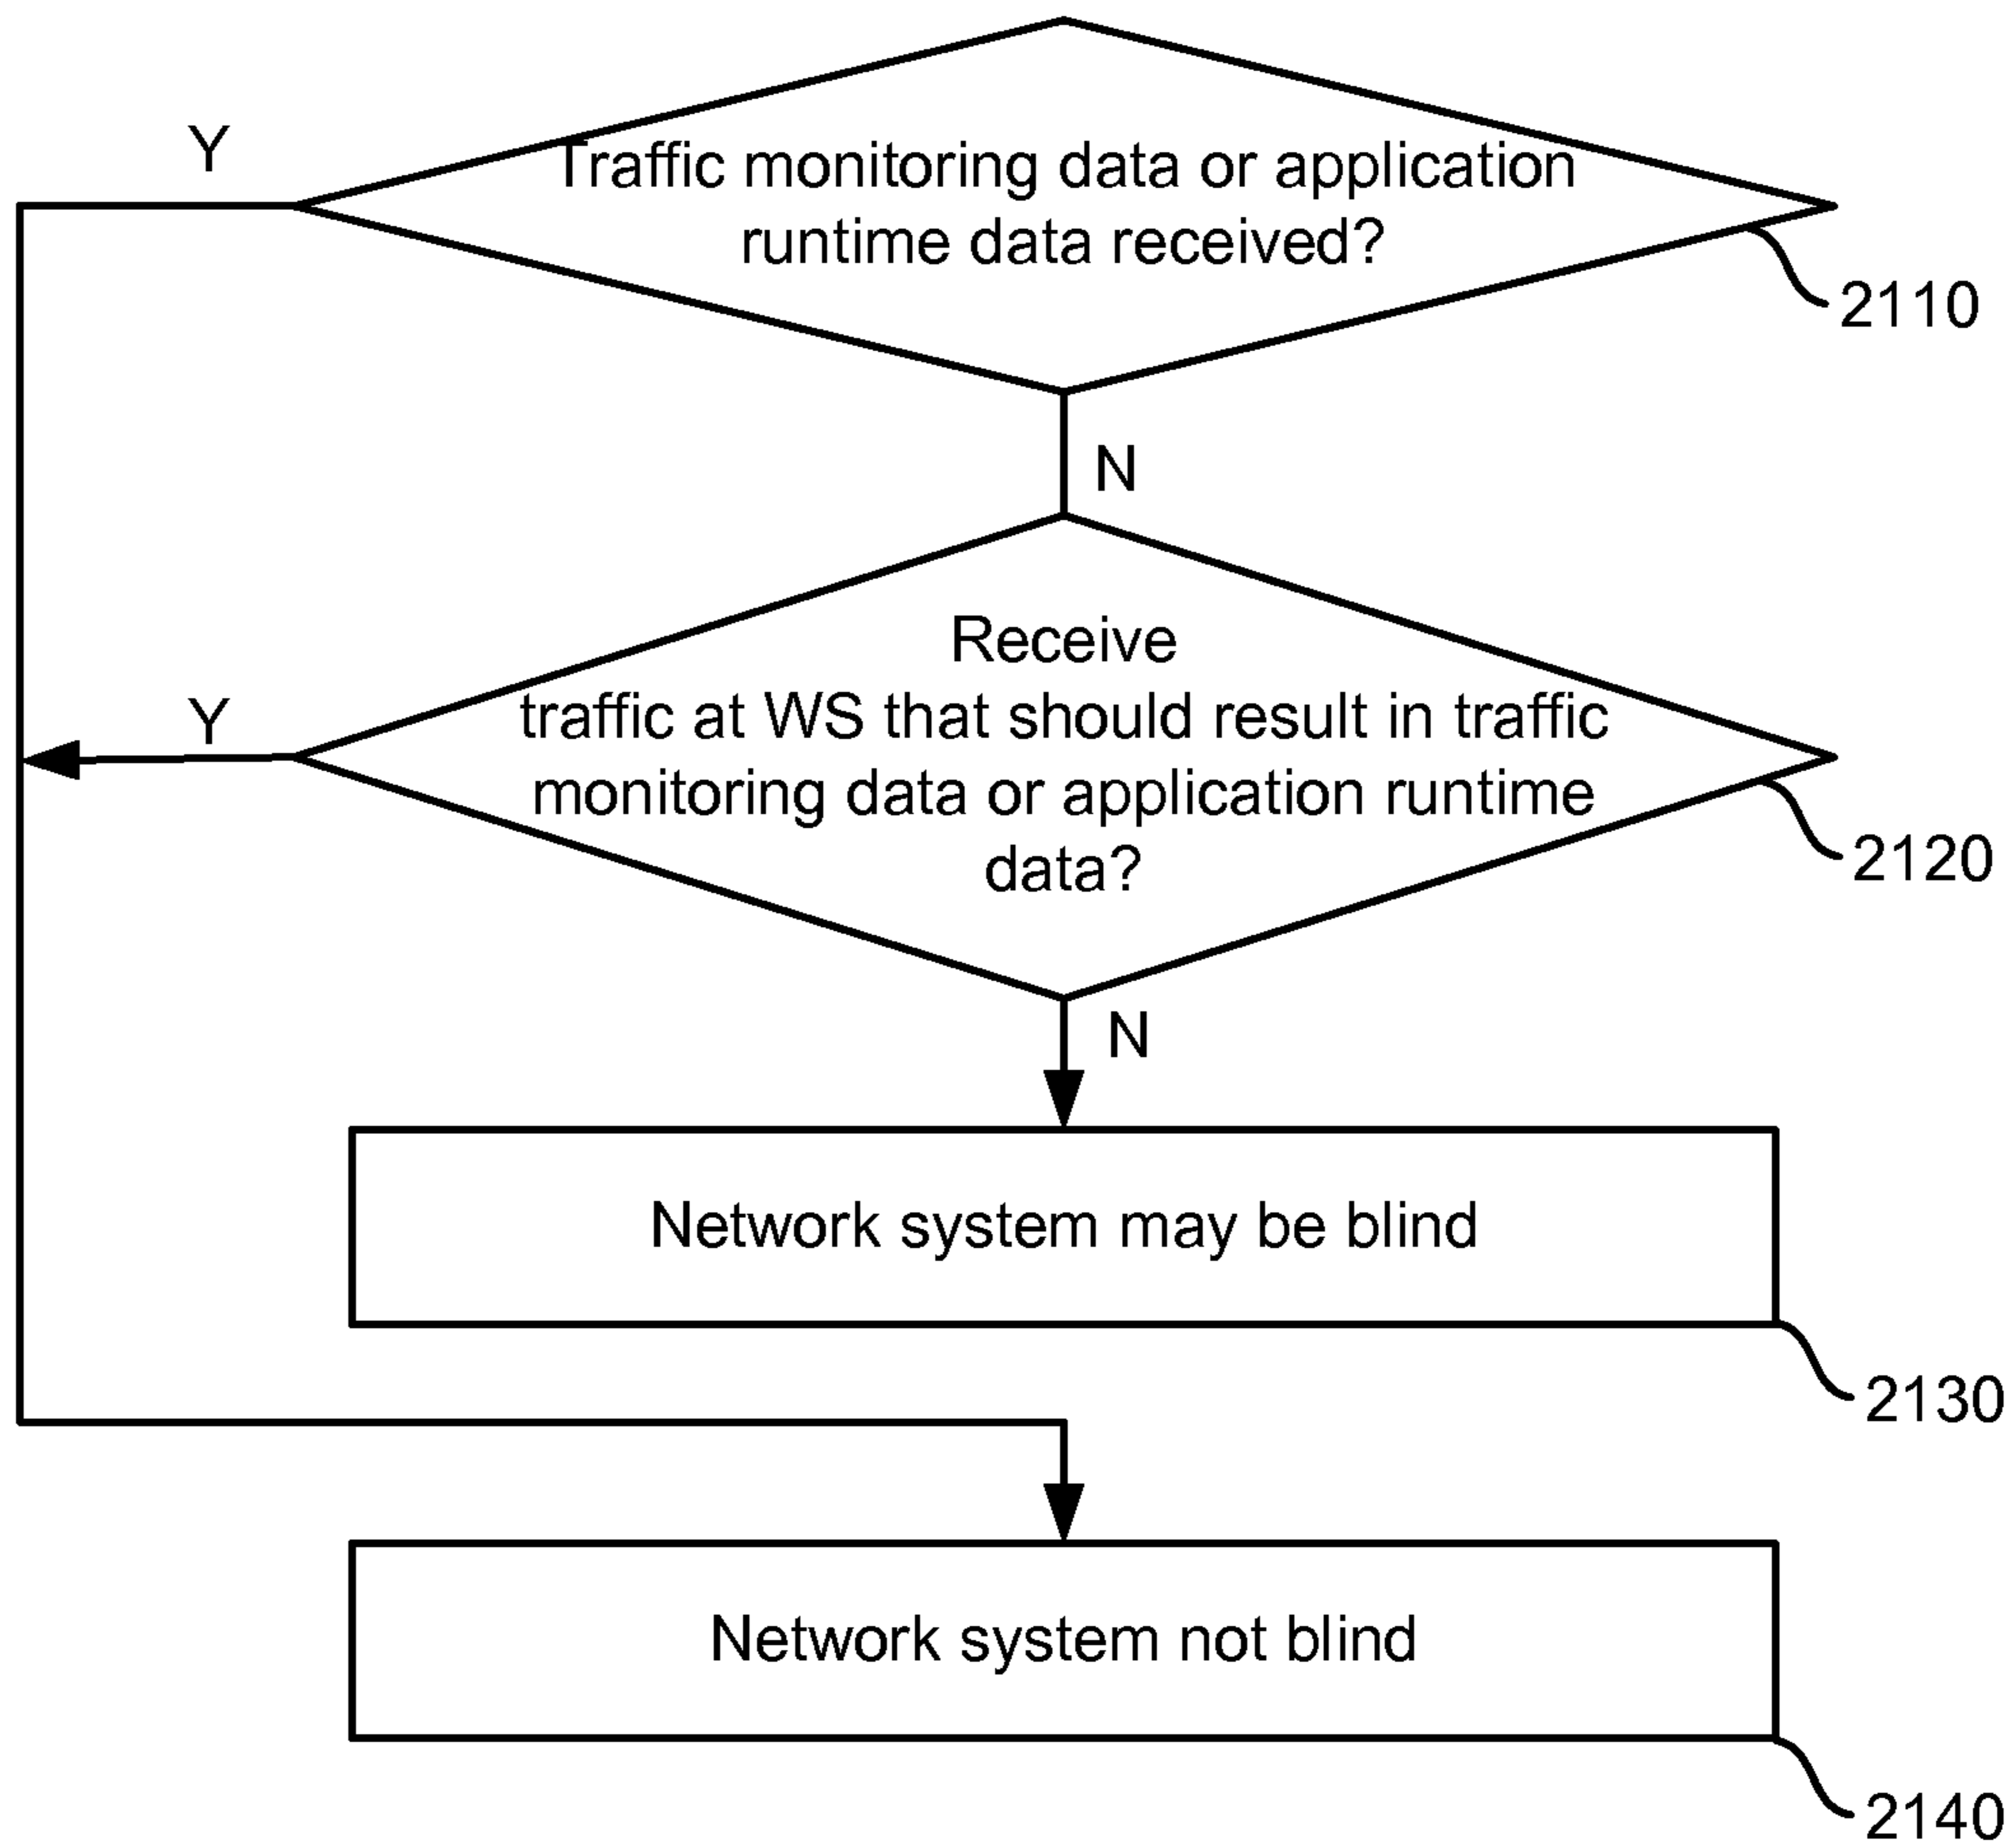 Y
Traffic monitoring data or application
runtime data received?
2110
N
Receive
traffic at WS that should result in traffic
monitoring data or application runtime
data?
Y
2120
N
Network system may be blind
2130
Network system not blind
2140